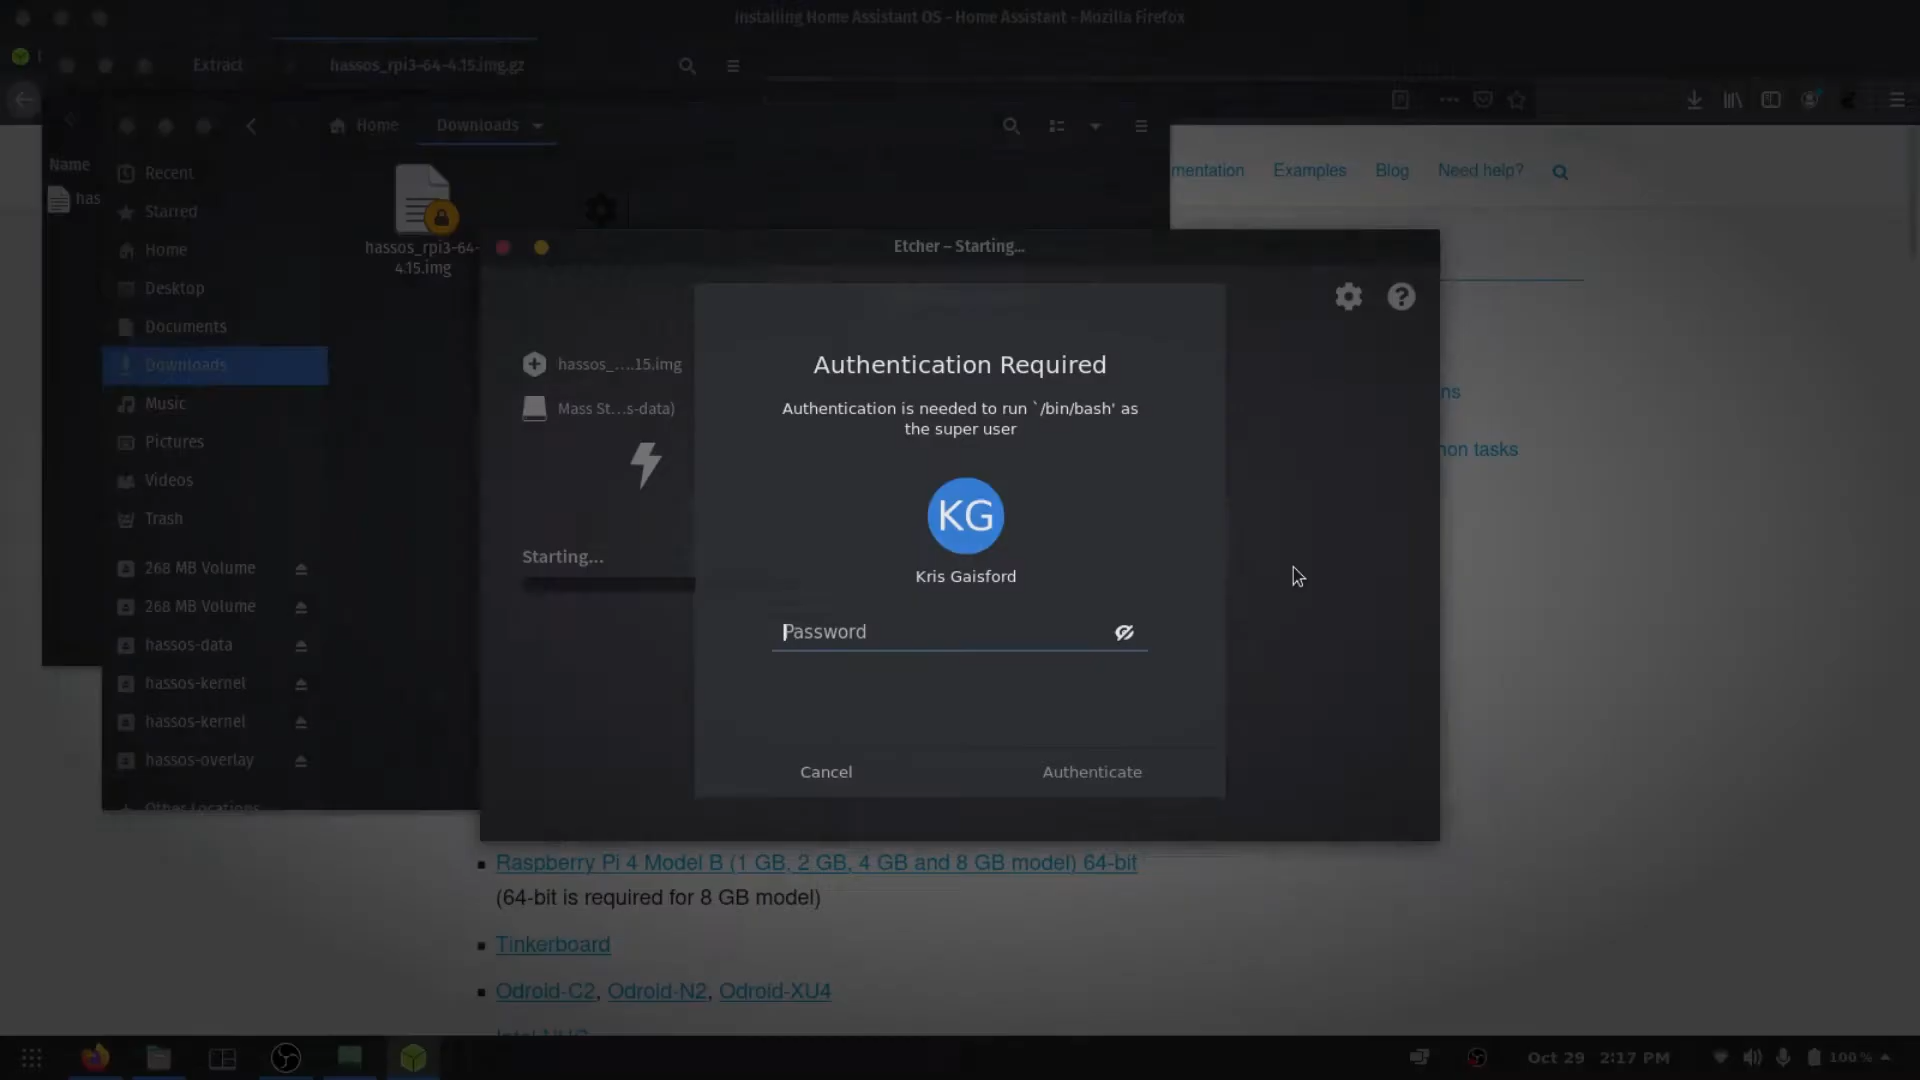 Installing Home Assistant OS - Home Assistant - Mozilla Firefox
Extract
hassos_rpi3-64-4.15.img.gz
Home
Downloads
Name
has
Recent
Starred
Home
Desktop
Documents
Downloads
Music
Pictures
Videos
Trash
268 MB Volume
268 MB Volume
hassos-data
hassos-kernel
hassos-kernel
hassos-overlay
Other Locations
hassos_rpi3-64-
4.15.img
mentation
Examples
Blog
Need help?
ns
non tasks
Etcher – Starting...
hassos_....15.img
Mass St...s-data)
Starting...
Authentication Required
Authentication is needed to run `/bin/bash' as
the super user
KG
Kris Gaisford
Password
Cancel
Authenticate
Raspberry Pi 4 Model B (1 GB, 2 GB, 4 GB and 8 GB model) 64-bit
(64-bit is required for 8 GB model)
Tinkerboard
Odroid-C2, Odroid-N2, Odroid-XU4
Oct 29 2:17 PM
100%